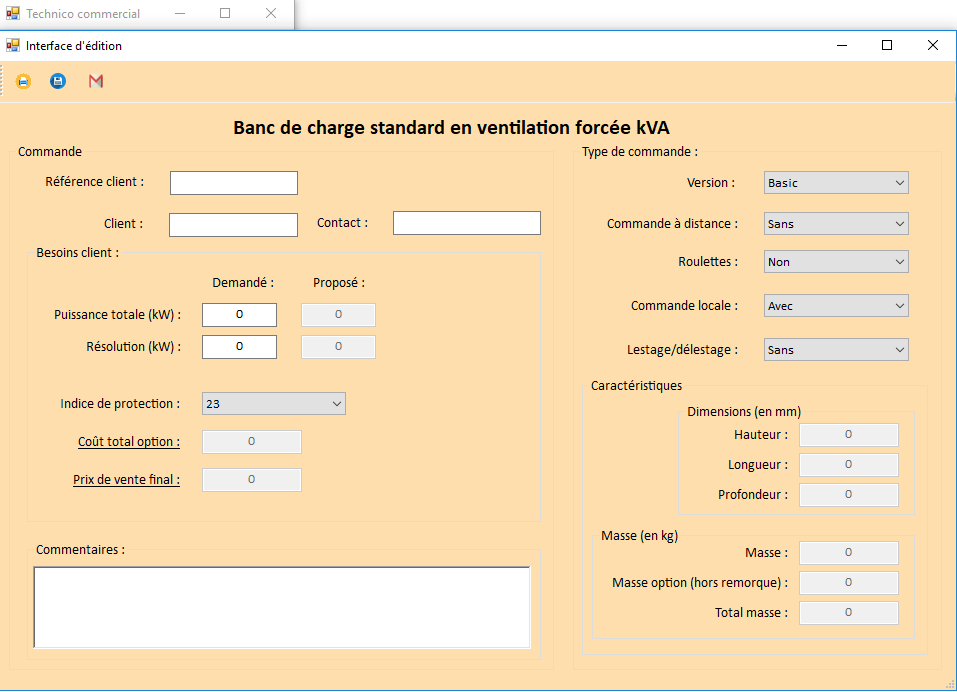 Technico commercial
Interface d'édition
Banc de charge standard en ventilation forcée kVA
Commande
Référence client :
Client :
Contact :
Besoins client :
Demandé :
Proposé :
Puissance totale (kW) :
0
0
Résolution (kW) :
0
0
Indice de protection :
23
Coût total option :
0
Prix de vente final :
0
Commentaires :
Type de commande :
Version :
Basic
Commande à distance :
Sans
Roulettes :
Non
Commande locale :
Avec
Lestage/délestage :
Sans
Caractéristiques
Dimensions (en mm)
Hauteur :
0
Longueur :
0
Profondeur :
0
Masse (en kg)
Masse :
0
Masse option (hors remorque) :
0
Total masse :
0